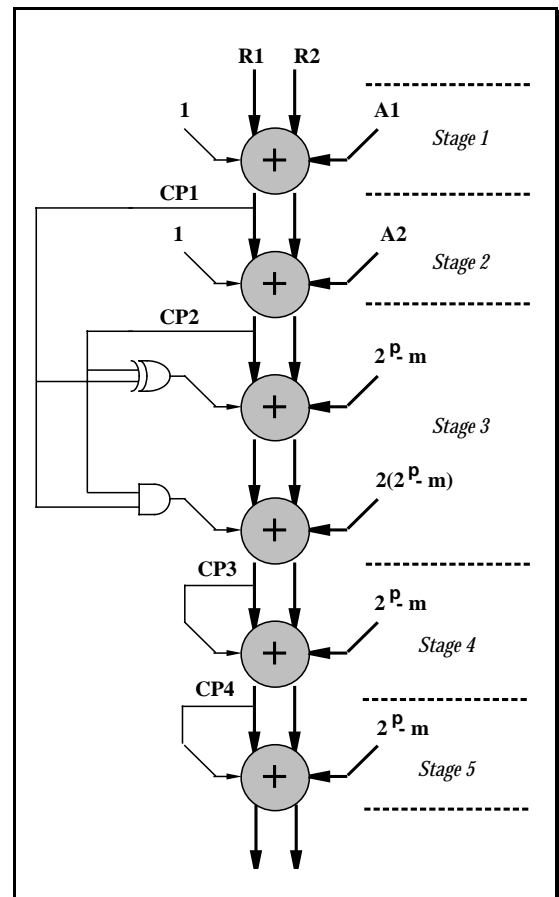 R1 R2
1 A1
Stage 1
+
CP1
1 A2
Stage 2
+
CP2
2^p- m
+
Stage 3
2(2^p- m)
+
CP3
2^p- m
Stage 4
+
CP4
2^p- m
Stage 5
+